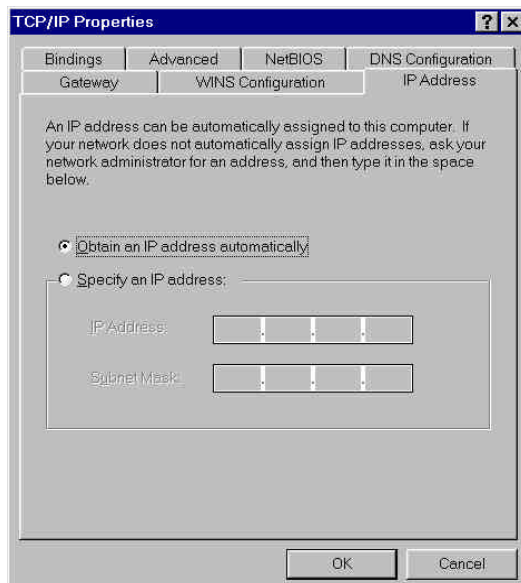 TCP/IP Properties
Bindings Advanced NetBIOS DNS Configuration
Gateway WINS Configuration IP Address
An IP address can be automatically assigned to this computer. If
your network does not automatically assign IP addresses, ask your
network administrator for an address, and then type it in the space
below.
Obtain an IP address automatically
Specify an IP address:
IP Address:
Subnet Mask:
OK Cancel